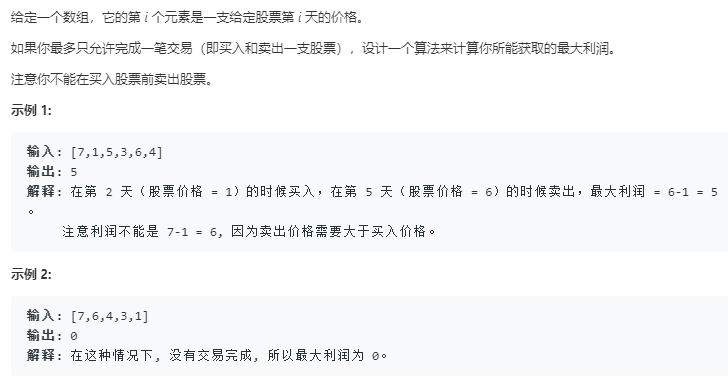 给定一个数组，它的第 i 个元素是一支给定股票第 i 天的价格。
如果你最多只允许完成一笔交易（即买入和卖出一支股票），设计一个算法来计算你所能获取的最大利润。
注意你不能在买入股票前卖出股票。
示例 1:
输入: [7,1,5,3,6,4]
输出: 5
解释: 在第 2 天（股票价格 = 1）的时候买入，在第 5 天（股票价格 = 6）的时候卖出，最大利润 = 6-1 = 5
。
注意利润不能是 7-1 = 6, 因为卖出价格需要大于买入价格。
示例 2:
输入: [7,6,4,3,1]
输出: 0
解释: 在这种情况下, 没有交易完成, 所以最大利润为 0。